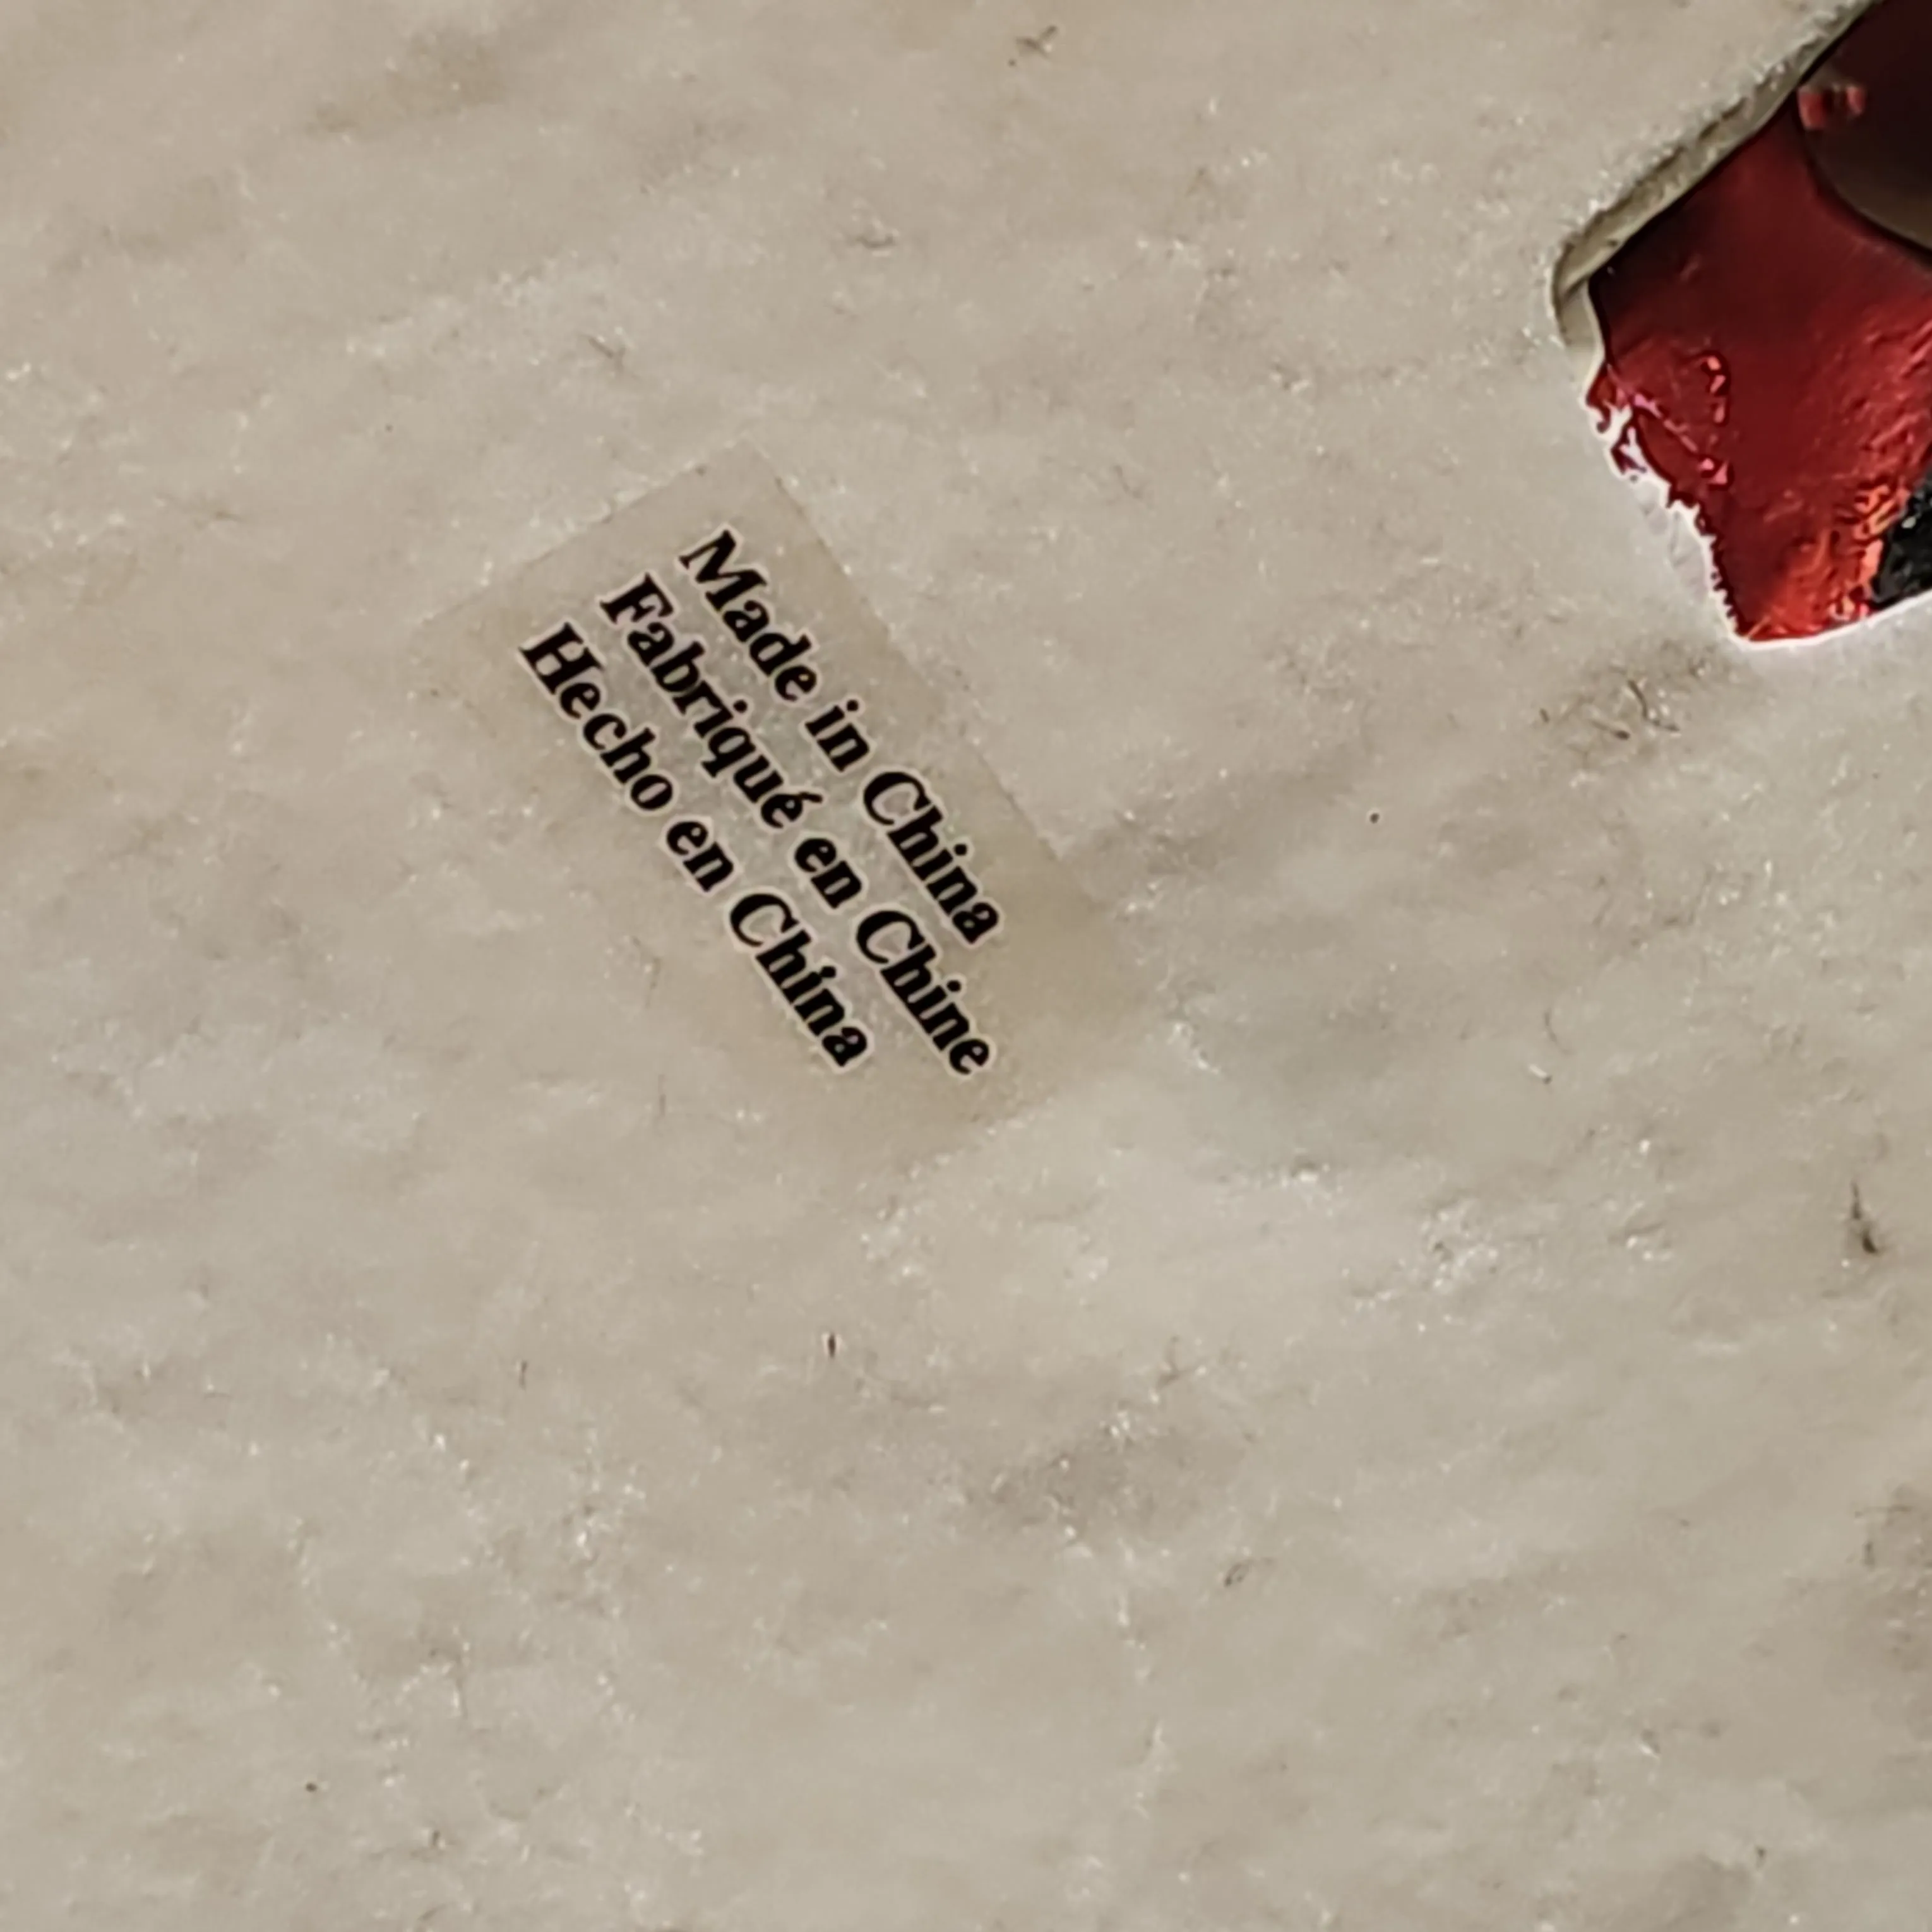 Made in China
Fabriqué en Chine
Hecho en China